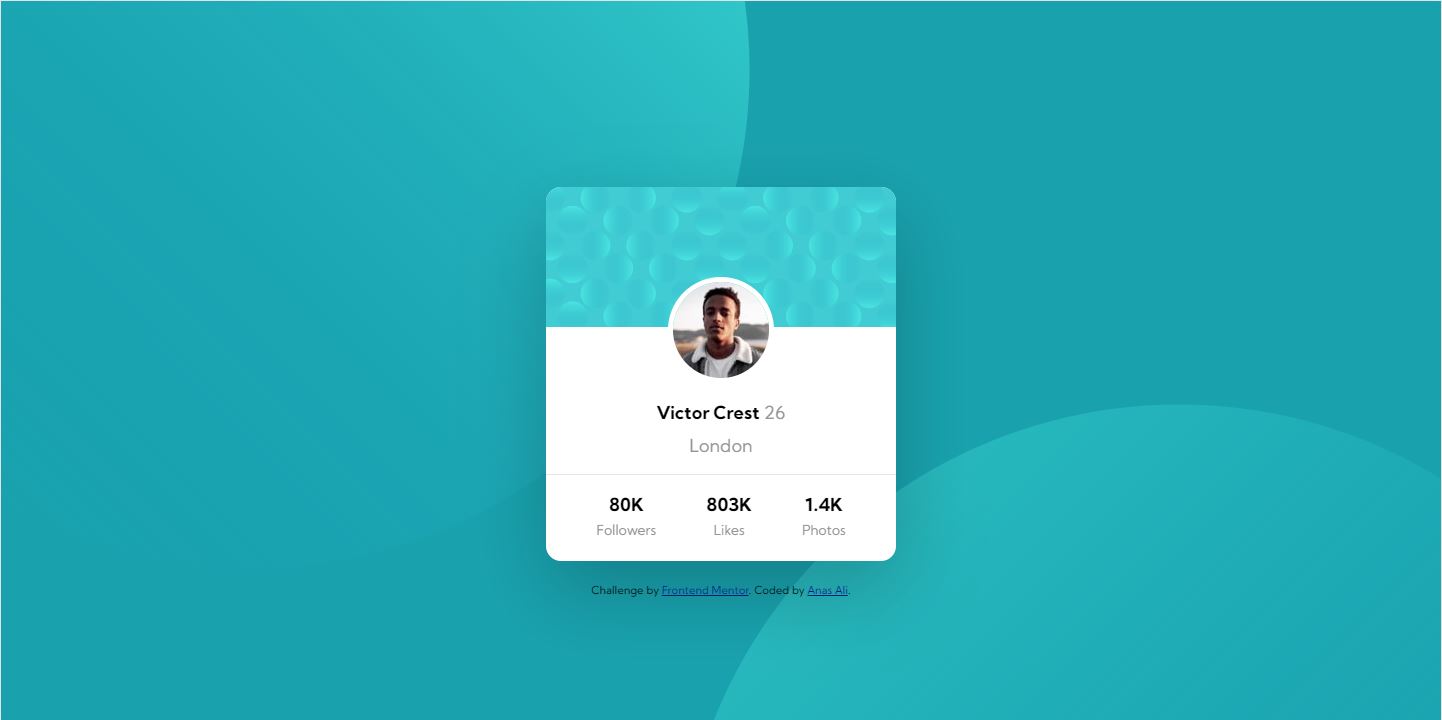 Victor Crest 26
London
80K 803K 1.4K
Followers Likes Photos
Challenge by Frontend Mentor. Coded by Anas Ali.